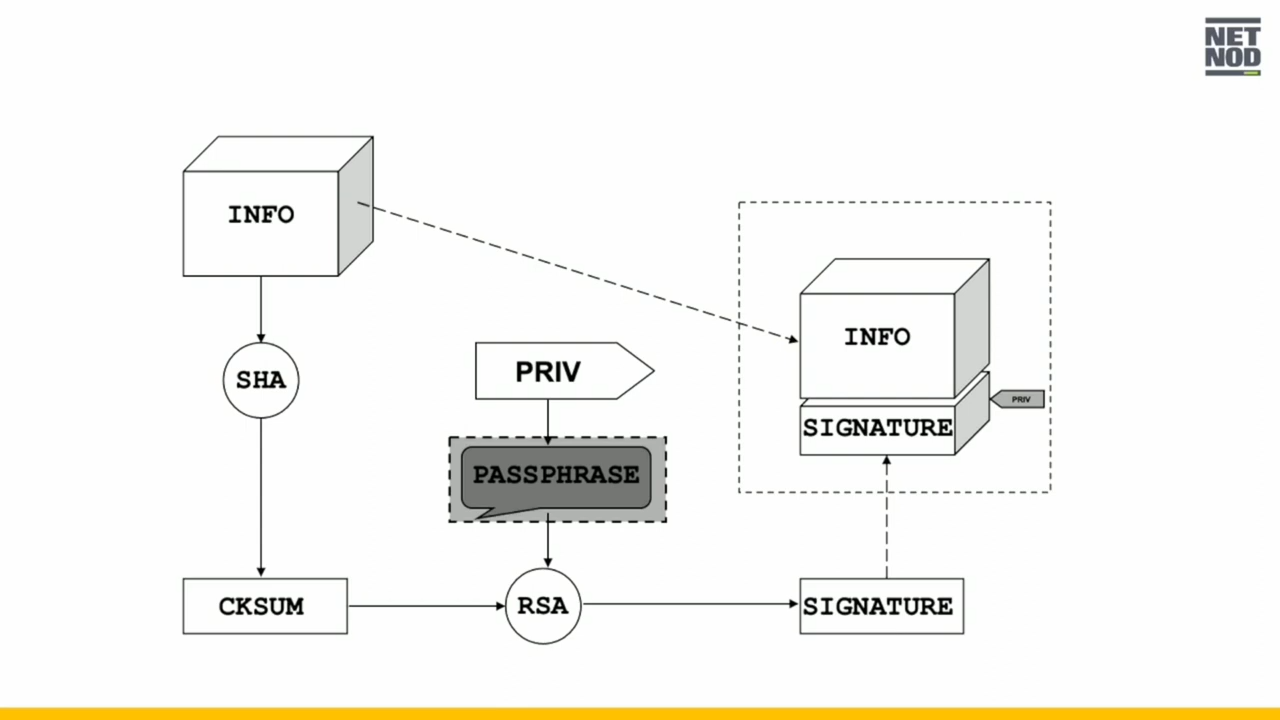 NET
NOD
INFO
INFO
SHA
PRIV
PRIV
SIGNATURE
PASSPHRASE
CKSUM
RSA
SIGNATURE